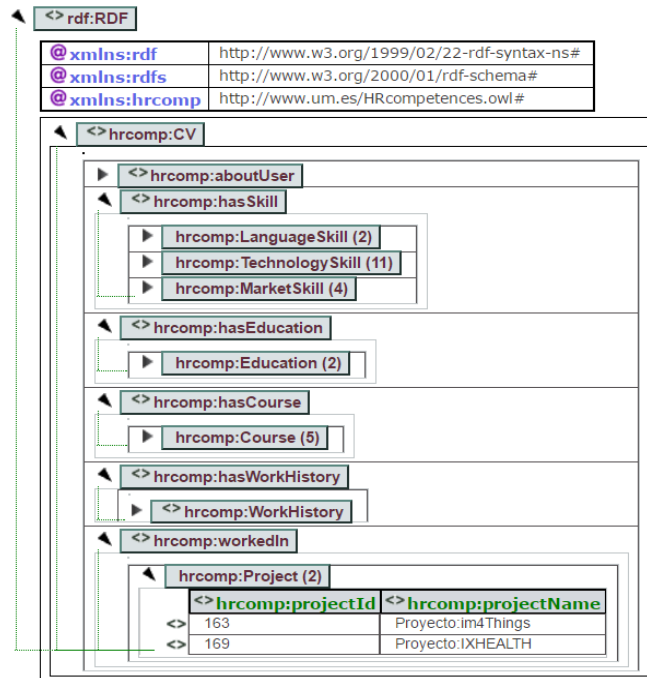 <> rdf:RDF
@ xmlns:rdf http://www.w3.org/1999/02/22-rdf-syntax-ns#
@ xmlns:rdfs http://www.w3.org/2000/01/rdf-schema#
@ xmlns:hrcomp http://www.um.es/HRcompetences.owl#
<> hrcomp:CV
<> hrcomp:aboutUser
<> hrcomp:hasSkill
hrcomp:LanguageSkill (2)
hrcomp:TechnologySkill (11)
hrcomp:MarketSkill (4)
<> hrcomp:hasEducation
hrcomp:Education (2)
<> hrcomp:hasCourse
hrcomp:Course (5)
<> hrcomp:hasWorkHistory
<> hrcomp:WorkHistory
<> hrcomp:workedIn
hrcomp:Project (2)
<> hrcomp:projectId <> hrcomp:projectName
<> 163 Proyecto:im4Things
<> 169 Proyecto:IXHEALTH